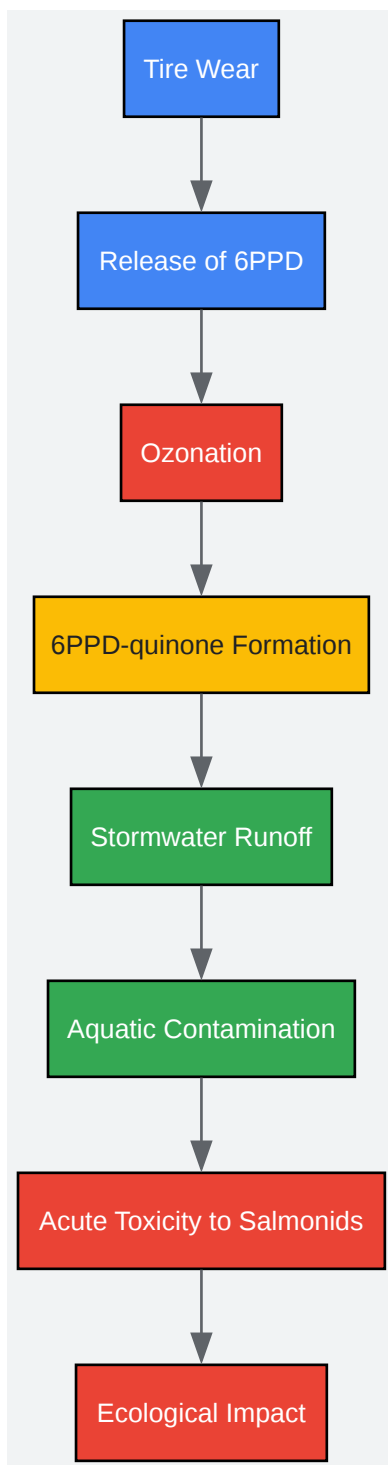 Tire Wear
Release of 6PPD
Ozonation
6PPD-quinone Formation
Stormwater Runoff
Aquatic Contamination
Acute Toxicity to Salmonids
Ecological Impact